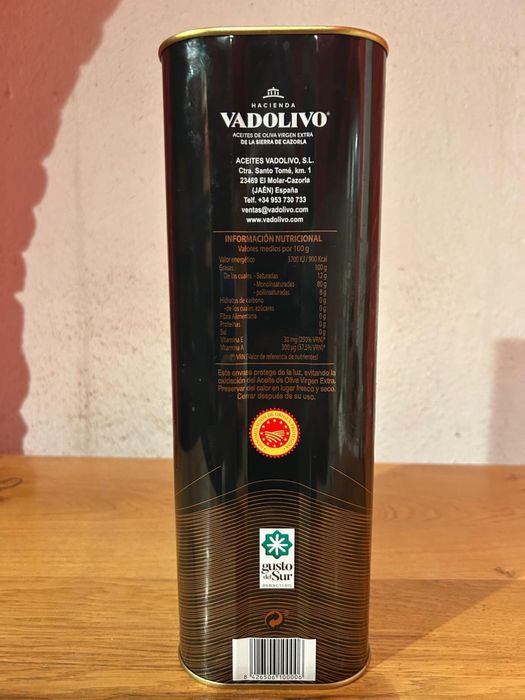 HACIENDA
VADOLIVO®
ACEITES DE OLIVA VIRGEN EXTRA
DE LA SIERRA DE CAZORLA
ACEITES VADOLIVO, S.L.
Ctra. Santo Tomé, km. 1
23469 El Molar-Cazorla
(JAÉN) España
Telf. +34 953 730 733
ventas@vadolivo.com
www.vadolivo.com
INFORMACIÓN NUTRICIONAL
Valores medios por 100 g
Valor energético 3700 KJ / 900 Kcal
Grasas: 100 g
De las cuales - Saturadas 12 g
- Monoinsaturadas 80 g
- poliinsaturadas 8 g
Hidratos de carbono 0 g
-de los cuales, azúcares 0 g
Fibra Alimentaria 0 g
Proteínas 0 g
Sal 0 g
Vitamina E 30 mg (250% VRN)*
Vitamina A 300 µg (37,5% VRN)*
(*) VRN (Valor de referencia de nutrientes)
Este envase protege de la luz, evitando la
oxidación del Aceite de Oliva Virgen Extra.
Preservar del calor en lugar fresco y seco.
Cerrar después de su uso.
gusto
del Sur
8 426506 100006